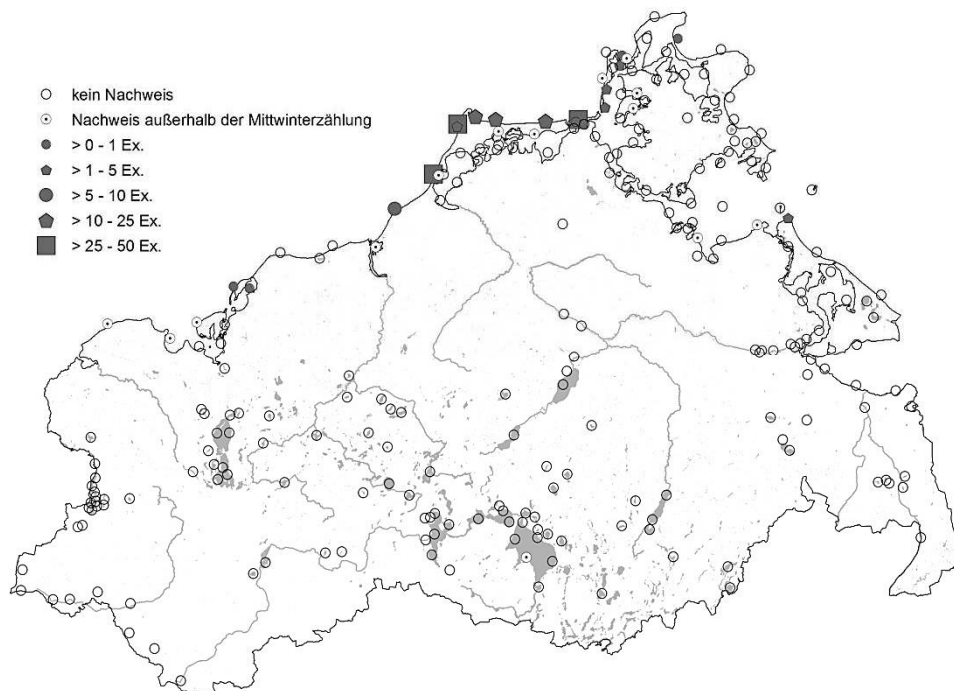 kein Nachweis
Nachweis außerhalb der Mittwinterzählung
> 0 - 1 Ex.
> 1 - 5 Ex.
> 5 - 10 Ex.
> 10 - 25 Ex.
> 25 - 50 Ex.